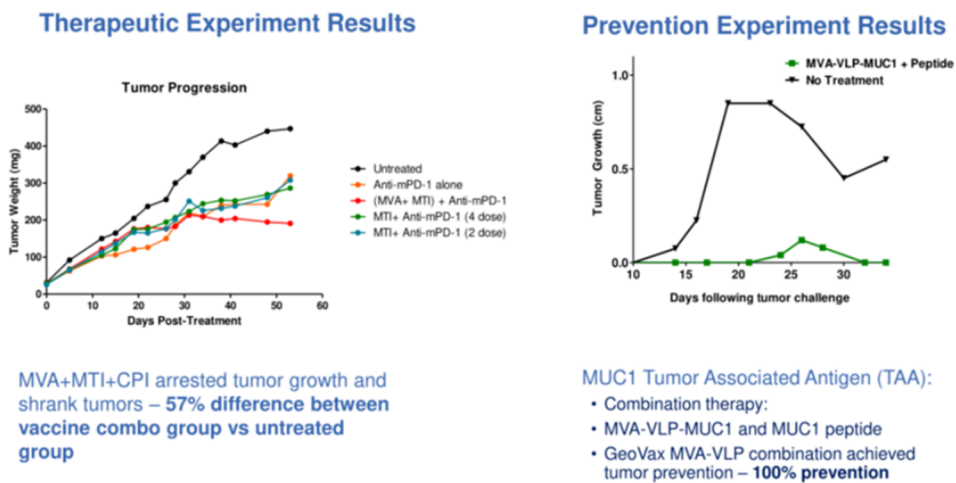 Therapeutic Experiment Results
Prevention Experiment Results
Tumor Progression
500
400
300
200
100
0
Tumor Weight (mg)
0 10 20 30 40 50 60
Days Post-Treatment
Untreated
Anti-mPD-1 alone
(MVA+ MTI) + Anti-mPD-1
MTI+ Anti-mPD-1 (4 dose)
MTI+ Anti-mPD-1 (2 dose)
MVA-VLP-MUC1 + Peptide
No Treatment
1.0
0.5
0.0
Tumor Growth (cm)
10 15 20 25 30
Days following tumor challenge
MVA+MTI+CPI arrested tumor growth and
shrank tumors – 57% difference between
vaccine combo group vs untreated
group
MUC1 Tumor Associated Antigen (TAA):
• Combination therapy:
• MVA-VLP-MUC1 and MUC1 peptide
• GeoVax MVA-VLP combination achieved
tumor prevention – 100% prevention